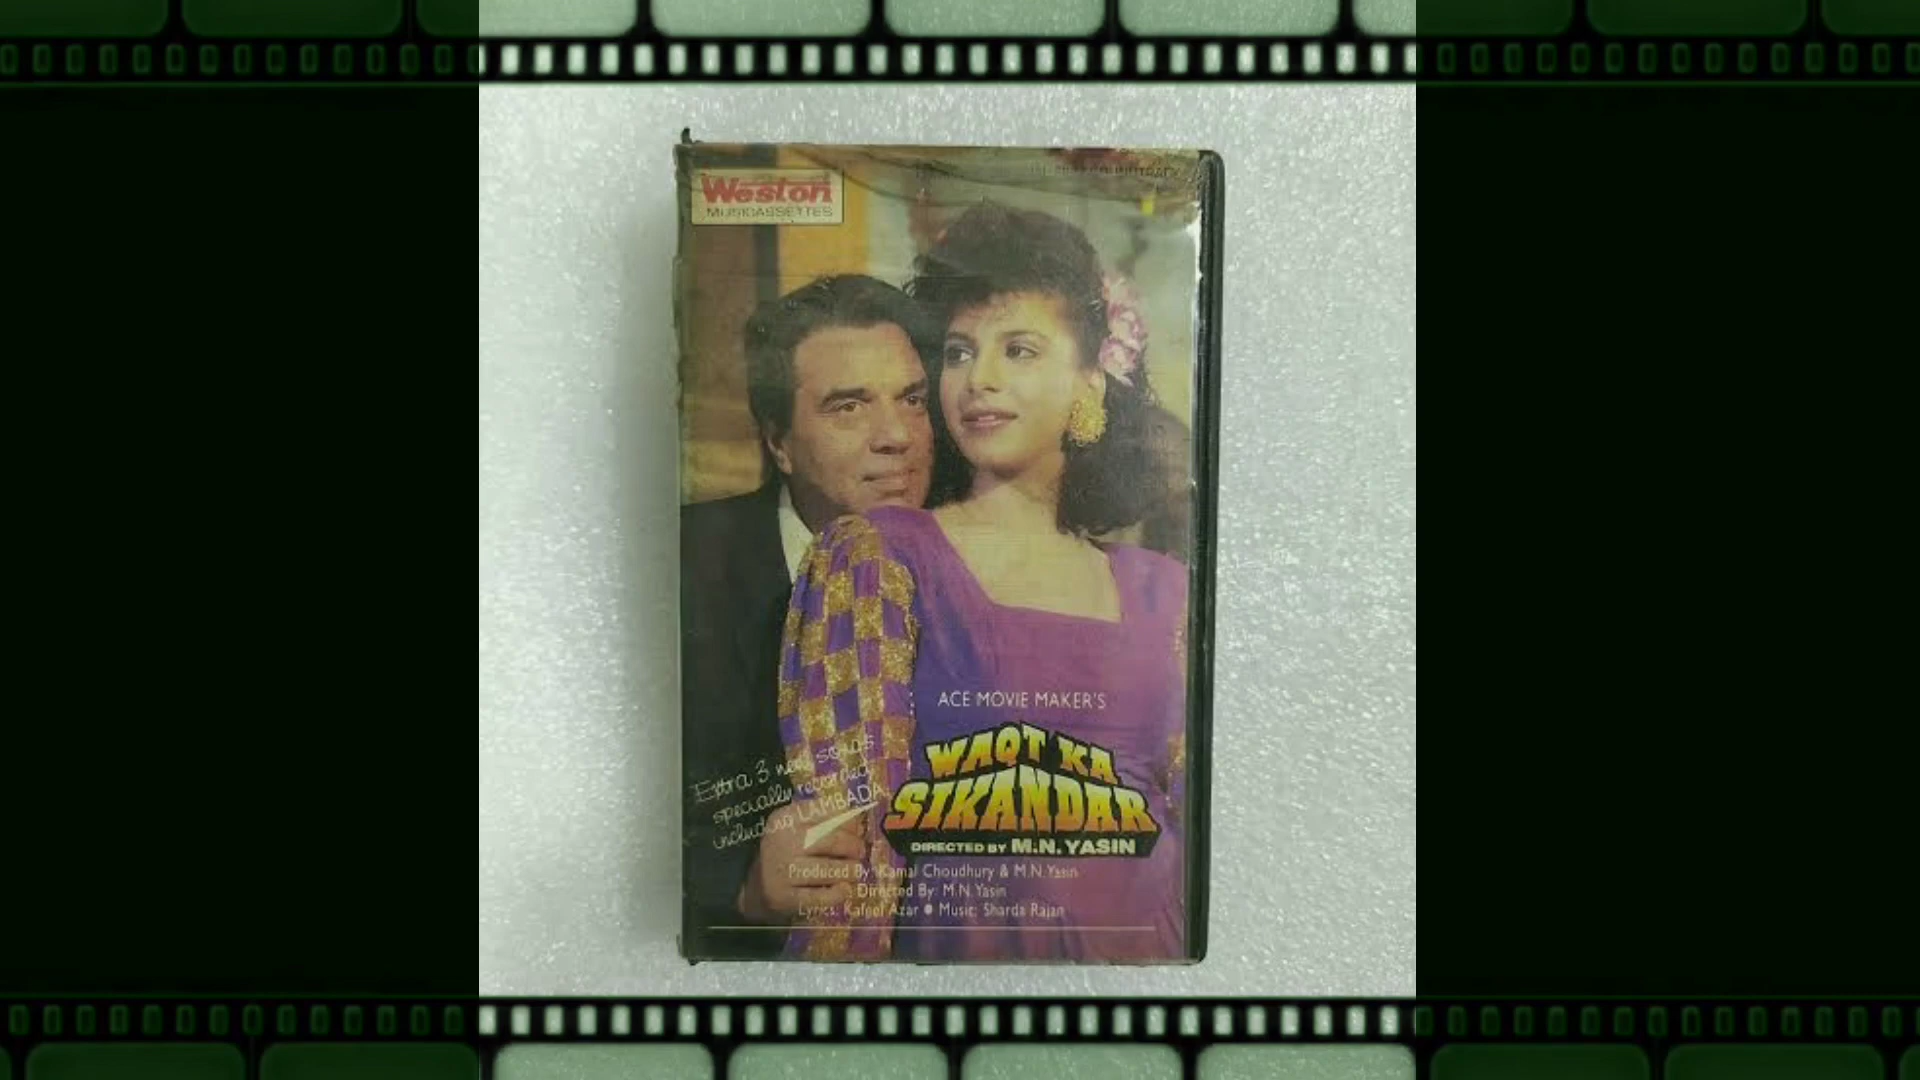 Weston
MUSICASSETTES
SOUNDTRACK
ACE MOVIE MAKER'S
WAQT KA
SIKANDAR
DIRECTED BY M.N. YASIN
Extra 3 new songs
specially recorded
including LAMBADA
Produced By: Kamal Choudhury & M.N. Yasin
Directed By: M.N. Yasin
Lyrics: Kafeel Azar ● Music: Sharda Rajan